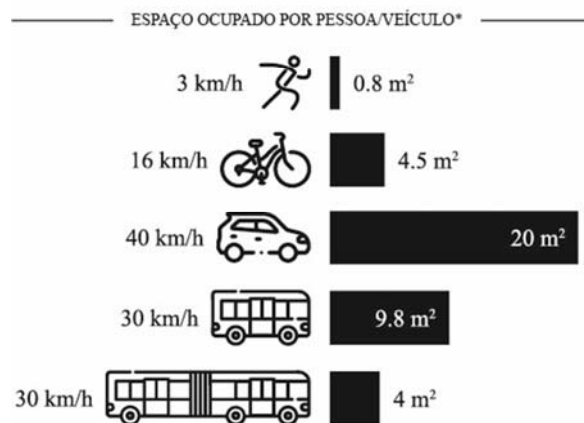 ESPAÇO OCUPADO POR PESSOA/VEÍCULO*
3 km/h 0.8 m²
16 km/h 4.5 m²
40 km/h 20 m²
30 km/h 9.8 m²
30 km/h 4 m²